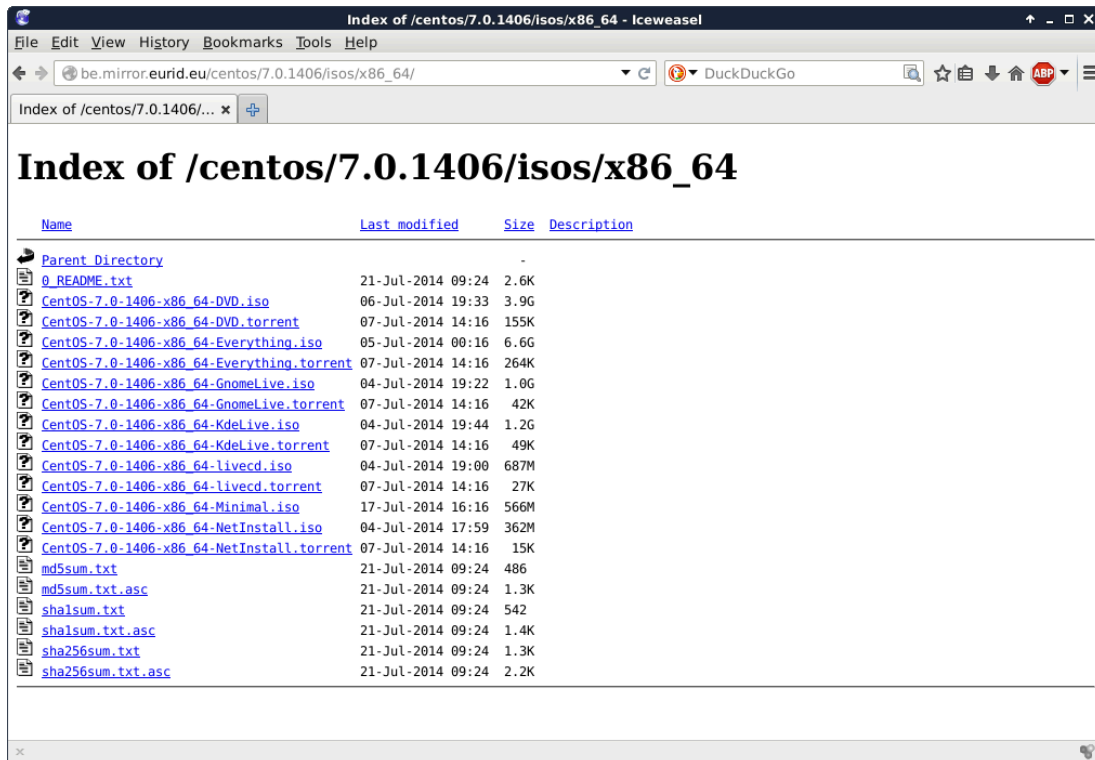 Index of /centos/7.0.1406/isos/x86_64 - Iceweasel
File Edit View History Bookmarks Tools Help
be.mirror.eurid.eu/centos/7.0.1406/isos/x86_64/ DuckDuckGo ABP
Index of /centos/7.0.1406/...
Index of /centos/7.0.1406/isos/x86_64
Name Last modified Size Description
Parent Directory -
0_README.txt 21-Jul-2014 09:24 2.6K
CentOS-7.0-1406-x86_64-DVD.iso 06-Jul-2014 19:33 3.9G
CentOS-7.0-1406-x86_64-DVD.torrent 07-Jul-2014 14:16 155K
CentOS-7.0-1406-x86_64-Everything.iso 05-Jul-2014 00:16 6.6G
CentOS-7.0-1406-x86_64-Everything.torrent 07-Jul-2014 14:16 264K
CentOS-7.0-1406-x86_64-GnomeLive.iso 04-Jul-2014 19:22 1.0G
CentOS-7.0-1406-x86_64-GnomeLive.torrent 07-Jul-2014 14:16 42K
CentOS-7.0-1406-x86_64-KdeLive.iso 04-Jul-2014 19:44 1.2G
CentOS-7.0-1406-x86_64-KdeLive.torrent 07-Jul-2014 14:16 49K
CentOS-7.0-1406-x86_64-livecd.iso 04-Jul-2014 19:00 687M
CentOS-7.0-1406-x86_64-livecd.torrent 07-Jul-2014 14:16 27K
CentOS-7.0-1406-x86_64-Minimal.iso 17-Jul-2014 16:16 566M
CentOS-7.0-1406-x86_64-NetInstall.iso 04-Jul-2014 17:59 362M
CentOS-7.0-1406-x86_64-NetInstall.torrent 07-Jul-2014 14:16 15K
md5sum.txt 21-Jul-2014 09:24 486
md5sum.txt.asc 21-Jul-2014 09:24 1.3K
sha1sum.txt 21-Jul-2014 09:24 542
sha1sum.txt.asc 21-Jul-2014 09:24 1.4K
sha256sum.txt 21-Jul-2014 09:24 1.3K
sha256sum.txt.asc 21-Jul-2014 09:24 2.2K